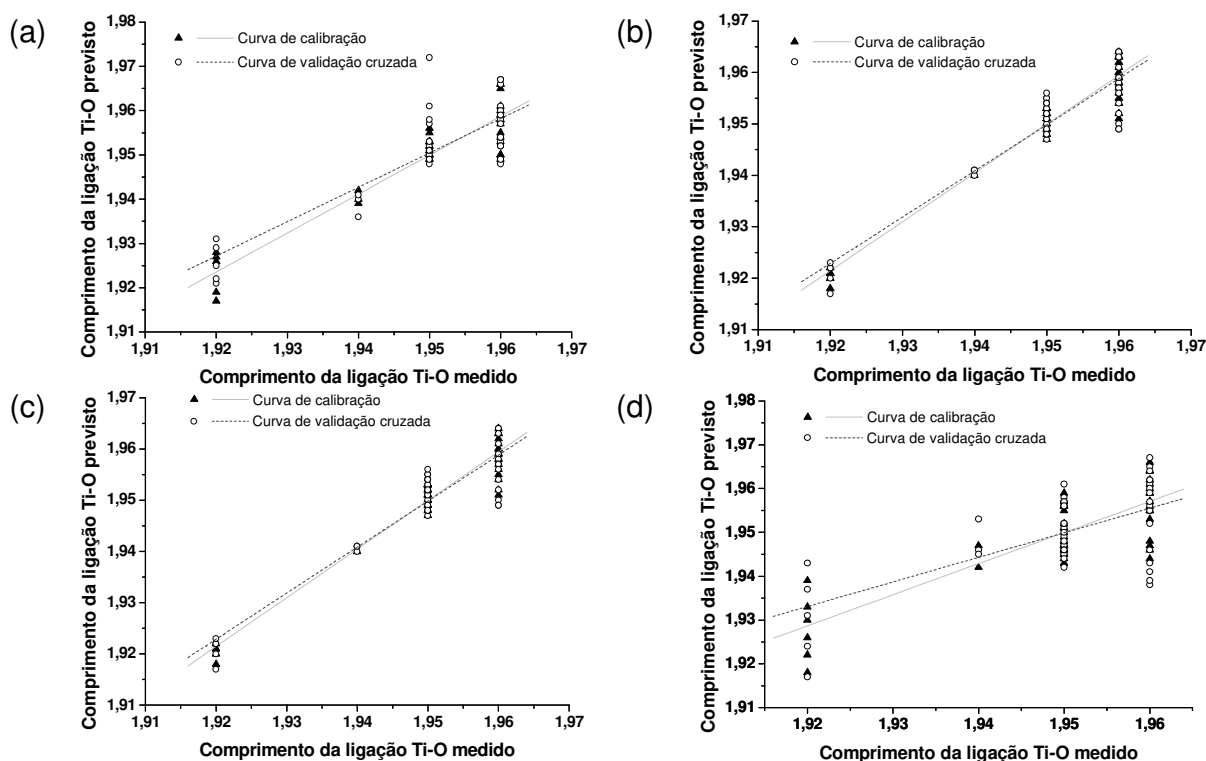 (a)
Comprimento da ligação Ti-O previsto
1,98
1,97
1,96
1,95
1,94
1,93
1,92
1,91
Curva de calibração
Curva de validação cruzada
1,91 1,92 1,93 1,94 1,95 1,96 1,97
Comprimento da ligação Ti-O medido
(b)
Comprimento da ligação Ti-O previsto
1,97
1,96
1,95
1,94
1,93
1,92
1,91
Curva de calibração
Curva de validação cruzada
1,91 1,92 1,93 1,94 1,95 1,96 1,97
Comprimento da ligação Ti-O medido
(c)
Comprimento da ligação Ti-O previsto
1,97
1,96
1,95
1,94
1,93
1,92
1,91
Curva de calibração
Curva de validação cruzada
1,91 1,92 1,93 1,94 1,95 1,96 1,97
Comprimento da ligação Ti-O medido
(d)
Comprimento da ligação Ti-O previsto
1,98
1,97
1,96
1,95
1,94
1,93
1,92
1,91
Curva de calibração
Curva de validação cruzada
1,92 1,93 1,94 1,95 1,96
Comprimento da ligação Ti-O medido